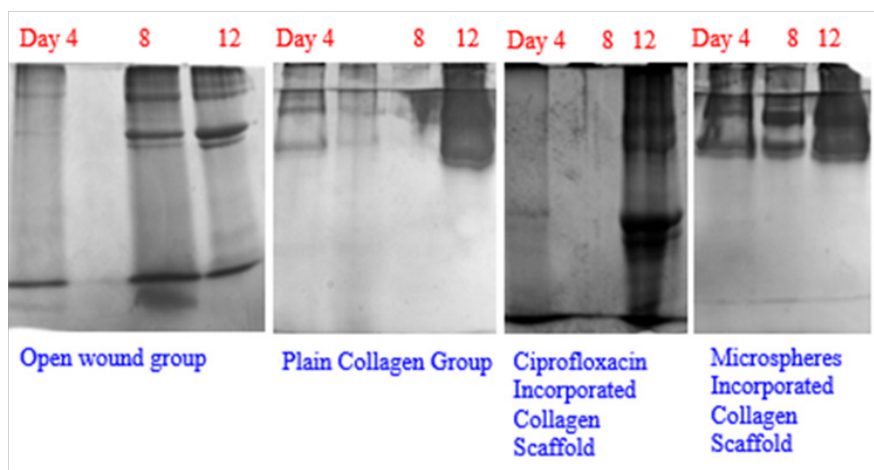 Day 4 8 12
Day 4 8 12
Day 4 8 12
Day 4 8 12
Open wound group
Plain Collagen Group
Ciprofloxacin
Incorporated
Collagen
Scaffold
Microspheres
Incorporated
Collagen
Scaffold